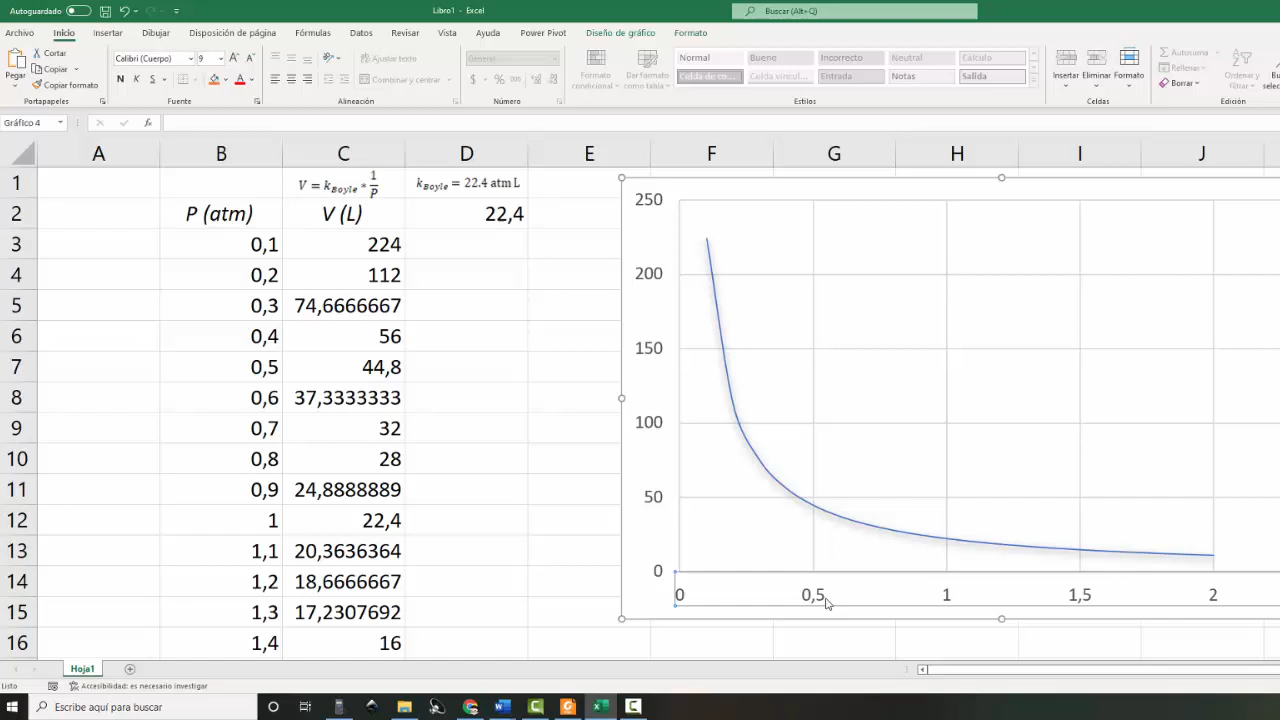 Autoguardado
Libro1 - Excel
Buscar (Alt+Q)
Archivo Inicio Insertar Dibujar Disposición de página Fórmulas Datos Revisar Vista Ayuda Power Pivot Diseño de gráfico Formato
Pegar
Cortar
Copiar
Copiar formato
Portapapeles
Calibri (Cuerpo) 9
N K S
Fuente
Ajustar texto
Combinar y centrar
Alineación
General
Número
Formato condicional
Dar formato como tabla
Normal Bueno Incorrecto Neutral Cálculo
Celda de co... Celda vincul... Entrada Notas Salida
Estilos
Insertar Eliminar Formato
Celdas
Autosuma
Rellenar
Borrar
Ordenar y filtrar
Edición
Gráfico 4
A B C D E F G H I J
1 V = k_Boyle * 1/P k_Boyle = 22.4 atm L
2 P (atm) V (L) 22,4
3 0,1 224
4 0,2 112
5 0,3 74,6666667
6 0,4 56
7 0,5 44,8
8 0,6 37,3333333
9 0,7 32
10 0,8 28
11 0,9 24,8888889
12 1 22,4
13 1,1 20,3636364
14 1,2 18,6666667
15 1,3 17,2307692
16 1,4 16
250
200
150
100
50
0
0 0,5 1 1,5 2
Hoja1
Listo
Accesibilidad: es necesario investigar
Escribe aquí para buscar